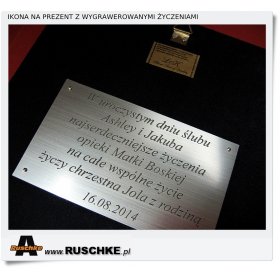 IKONA NA PREZENT Z WYGRAWEROWANYMI ŻYCZENIAMI
W uroczystym dniu ślubu
Ashley i Jakuba
najserdeczniejsze życzenia
opieki Matki Boskiej
na całe wspólne życie
życzy chrzestna Jola z rodziną
16.08.2014
Ruschke
www.RUSCHKE.pl